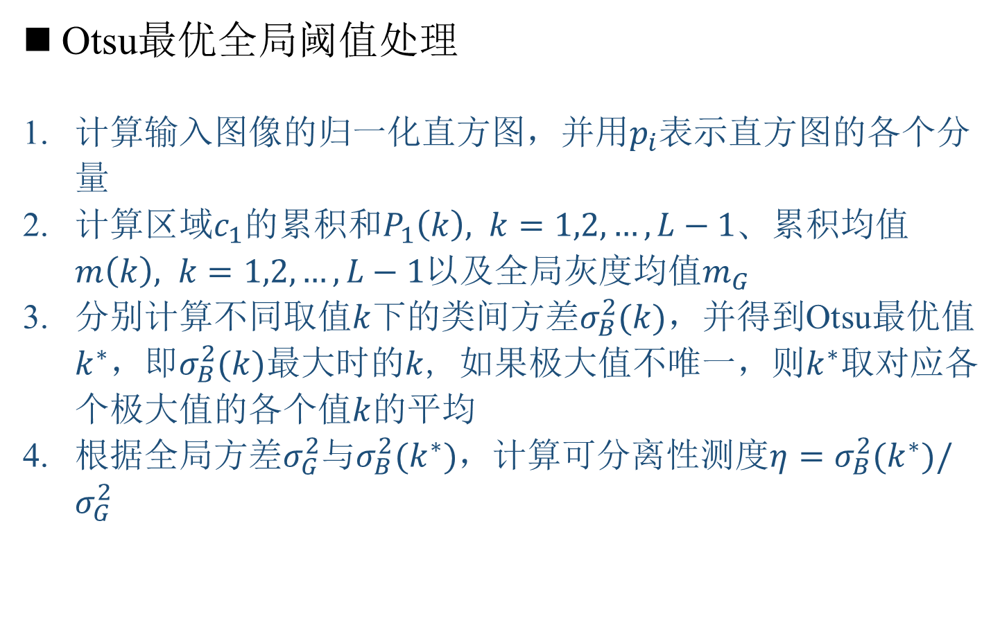 ■ Otsu最优全局阈值处理
1. 计算输入图像的归一化直方图，并用$p_i$表示直方图的各个分
量
2. 计算区域$c_1$的累积和$P_1(k), k = 1,2, … , L − 1$、累积均值
$m(k), k = 1,2, … , L − 1$以及全局灰度均值$m_G$
3. 分别计算不同取值$k$下的类间方差$\sigma_B^2(k)$，并得到Otsu最优值
$k^*$，即$\sigma_B^2(k)$最大时的$k$，如果极大值不唯一，则$k^*$取对应各
个极大值的各个值$k$的平均
4. 根据全局方差$\sigma_G^2$与$\sigma_B^2(k^*)$，计算可分离性测度$\eta = \sigma_B^2(k^*)/$
$\sigma_G^2$